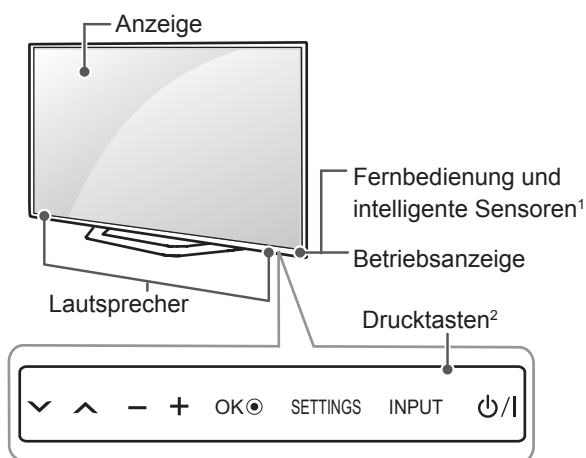 Anzeige
Fernbedienung und
intelligente Sensoren¹
Betriebsanzeige
Lautsprecher
Drucktasten²
OK⦿ SETTINGS INPUT ⏻/I